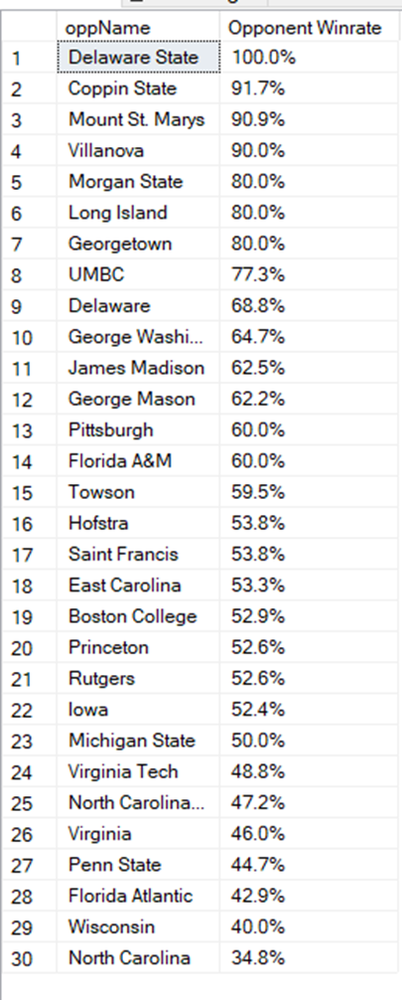 oppName Opponent Winrate
1 Delaware State 100.0%
2 Coppin State 91.7%
3 Mount St. Marys 90.9%
4 Villanova 90.0%
5 Morgan State 80.0%
6 Long Island 80.0%
7 Georgetown 80.0%
8 UMBC 77.3%
9 Delaware 68.8%
10 George Washi... 64.7%
11 James Madison 62.5%
12 George Mason 62.2%
13 Pittsburgh 60.0%
14 Florida A&M 60.0%
15 Towson 59.5%
16 Hofstra 53.8%
17 Saint Francis 53.8%
18 East Carolina 53.3%
19 Boston College 52.9%
20 Princeton 52.6%
21 Rutgers 52.6%
22 Iowa 52.4%
23 Michigan State 50.0%
24 Virginia Tech 48.8%
25 North Carolina... 47.2%
26 Virginia 46.0%
27 Penn State 44.7%
28 Florida Atlantic 42.9%
29 Wisconsin 40.0%
30 North Carolina 34.8%